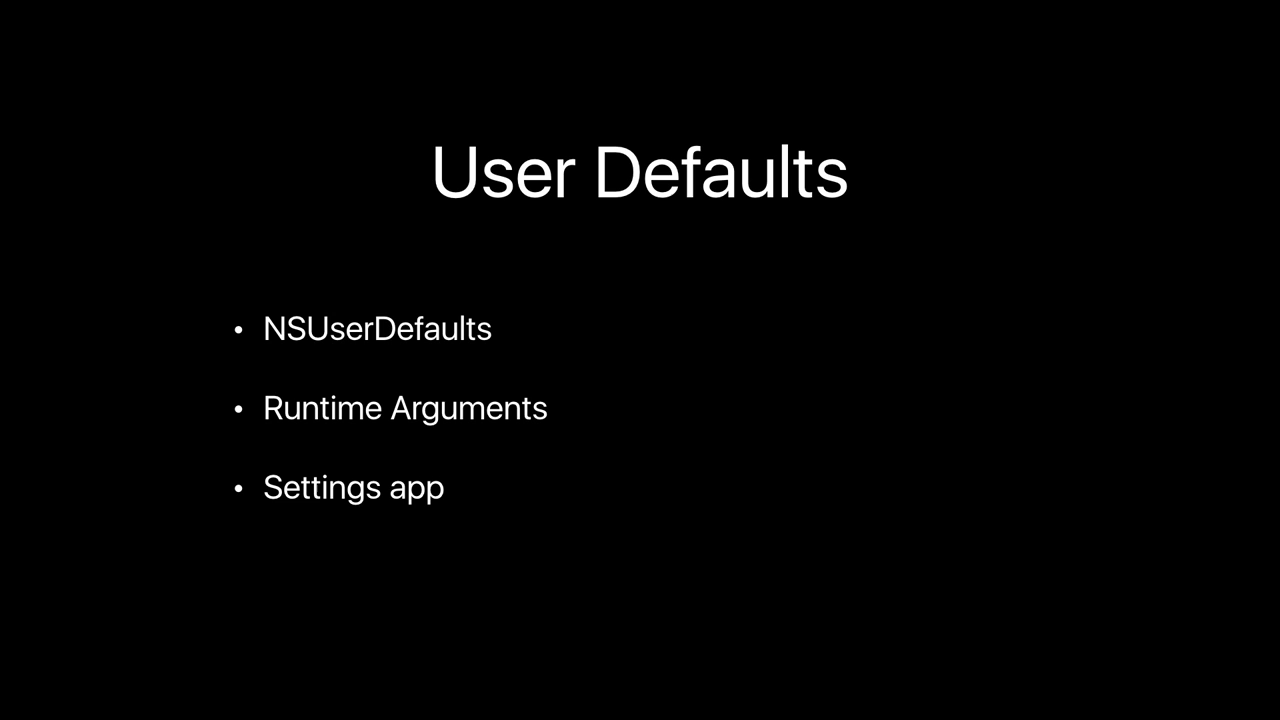 User Defaults
• NSUserDefaults
• Runtime Arguments
• Settings app